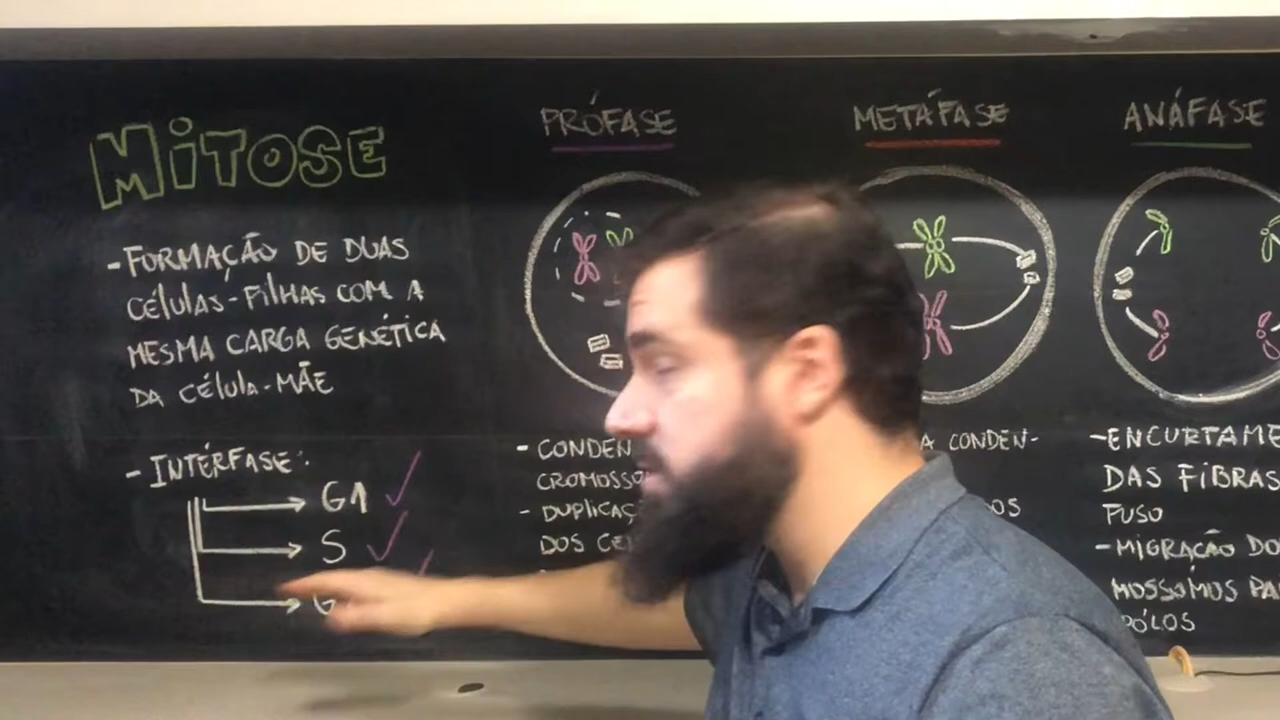 MITOSE
-FORMAÇÃO DE DUAS
CÉLULAS-FILHAS COM A
MESMA CARGA GENÉTICA
DA CÉLULA-MÃE
-INTÉRFASE:
G1 ✓
S ✓
PRÓFASE
- CONDEN
CROMOSSO
- DUPLICAÇ
DOS CE
METÁFASE
A CONDEN-
OS
ANÁFASE
-ENCURTAME
DAS FIBRAS
FUSO
-MIGRAÇÃO DO
MOSSOMOS PA
PÓLOS